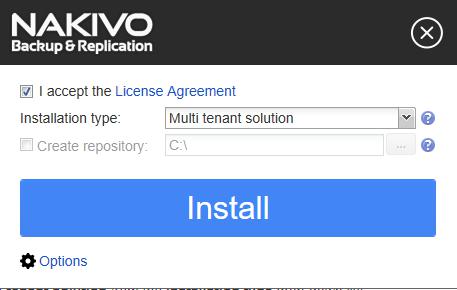 NAKIVO
Backup & Replication
I accept the License Agreement
Installation type: Multi tenant solution ?
Create repository: C:\ ... ?
Install
Options